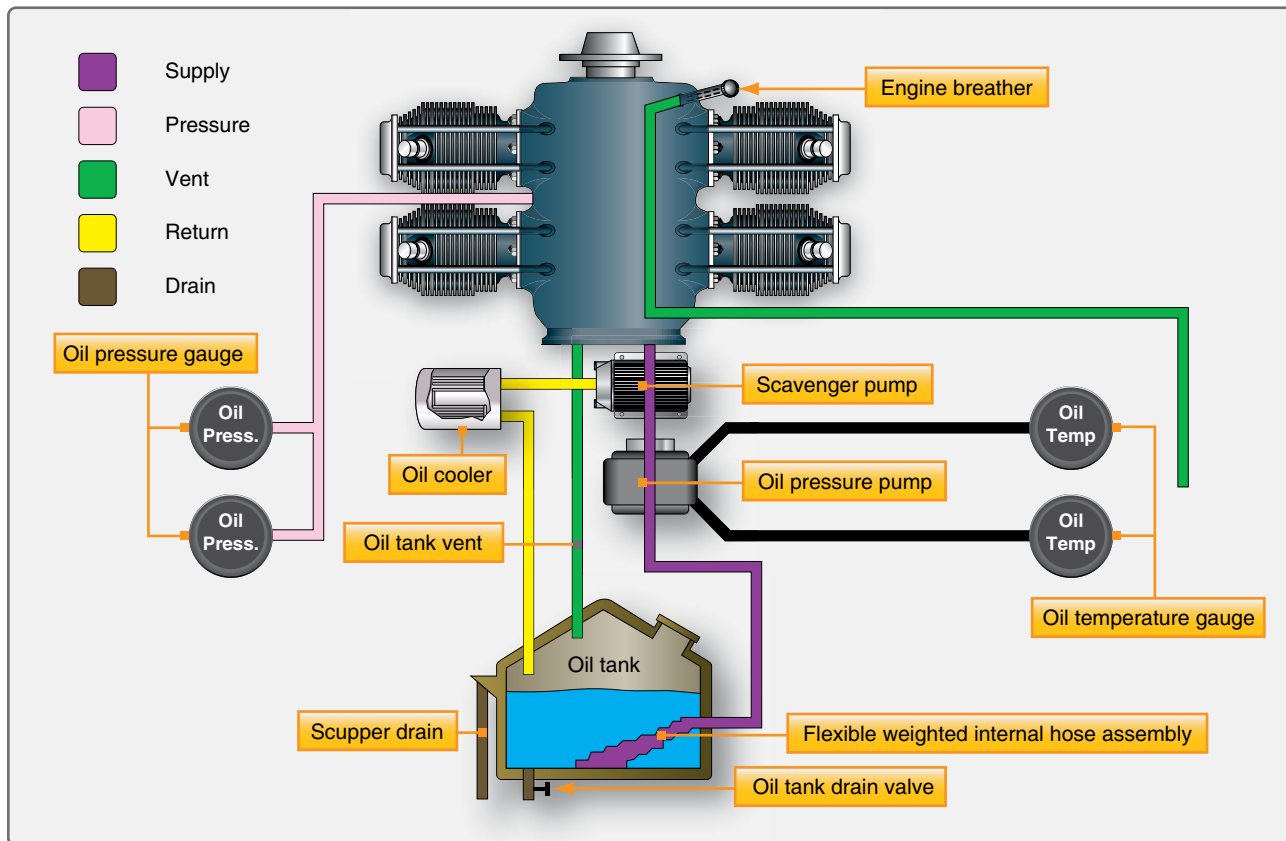 Supply
Pressure
Vent
Return
Drain
Engine breather
Oil pressure gauge
Oil
Press.
Oil
Press.
Oil cooler
Scavenger pump
Oil pressure pump
Oil
Temp
Oil
Temp
Oil tank vent
Oil temperature gauge
Oil tank
Scupper drain
Flexible weighted internal hose assembly
Oil tank drain valve